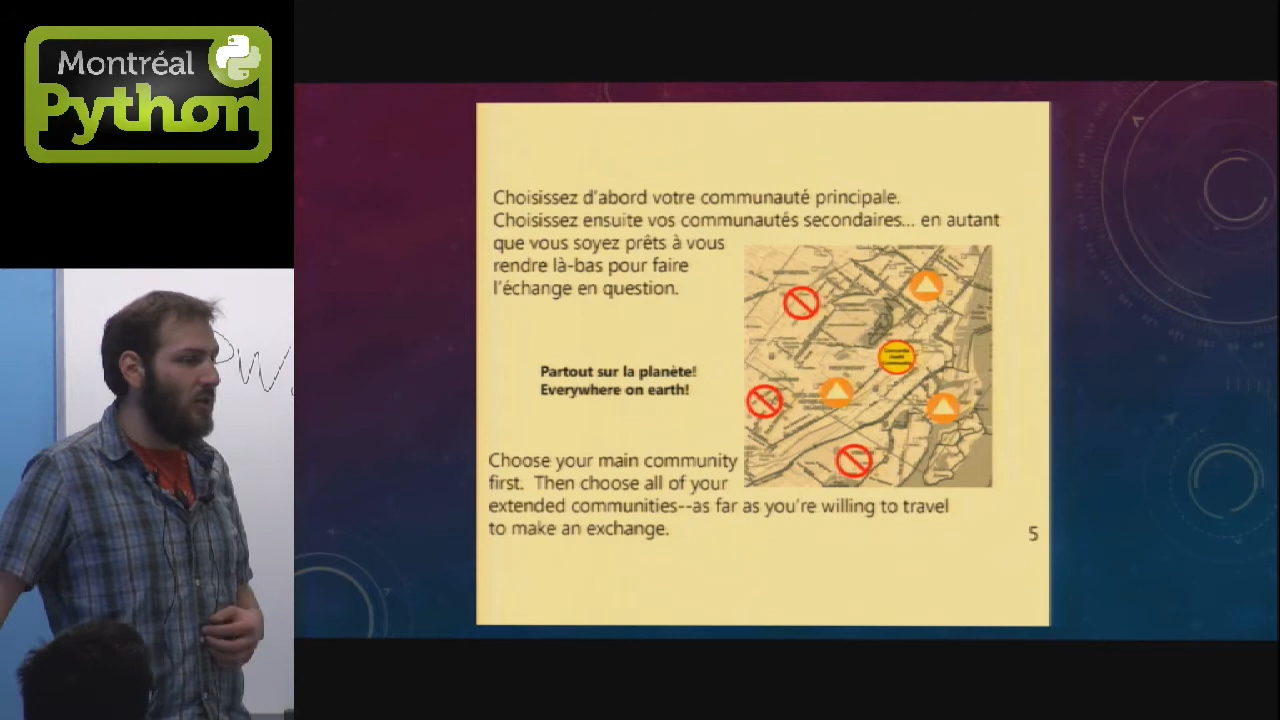 Montréal
Python
Choisissez d'abord votre communauté principale.
Choisissez ensuite vos communautés secondaires... en autant
que vous soyez prêts à vous
rendre là-bas pour faire
l'échange en question.
Partout sur la planète!
Everywhere on earth!
Choose your main community
first. Then choose all of your
extended communities--as far as you're willing to travel
to make an exchange.
5